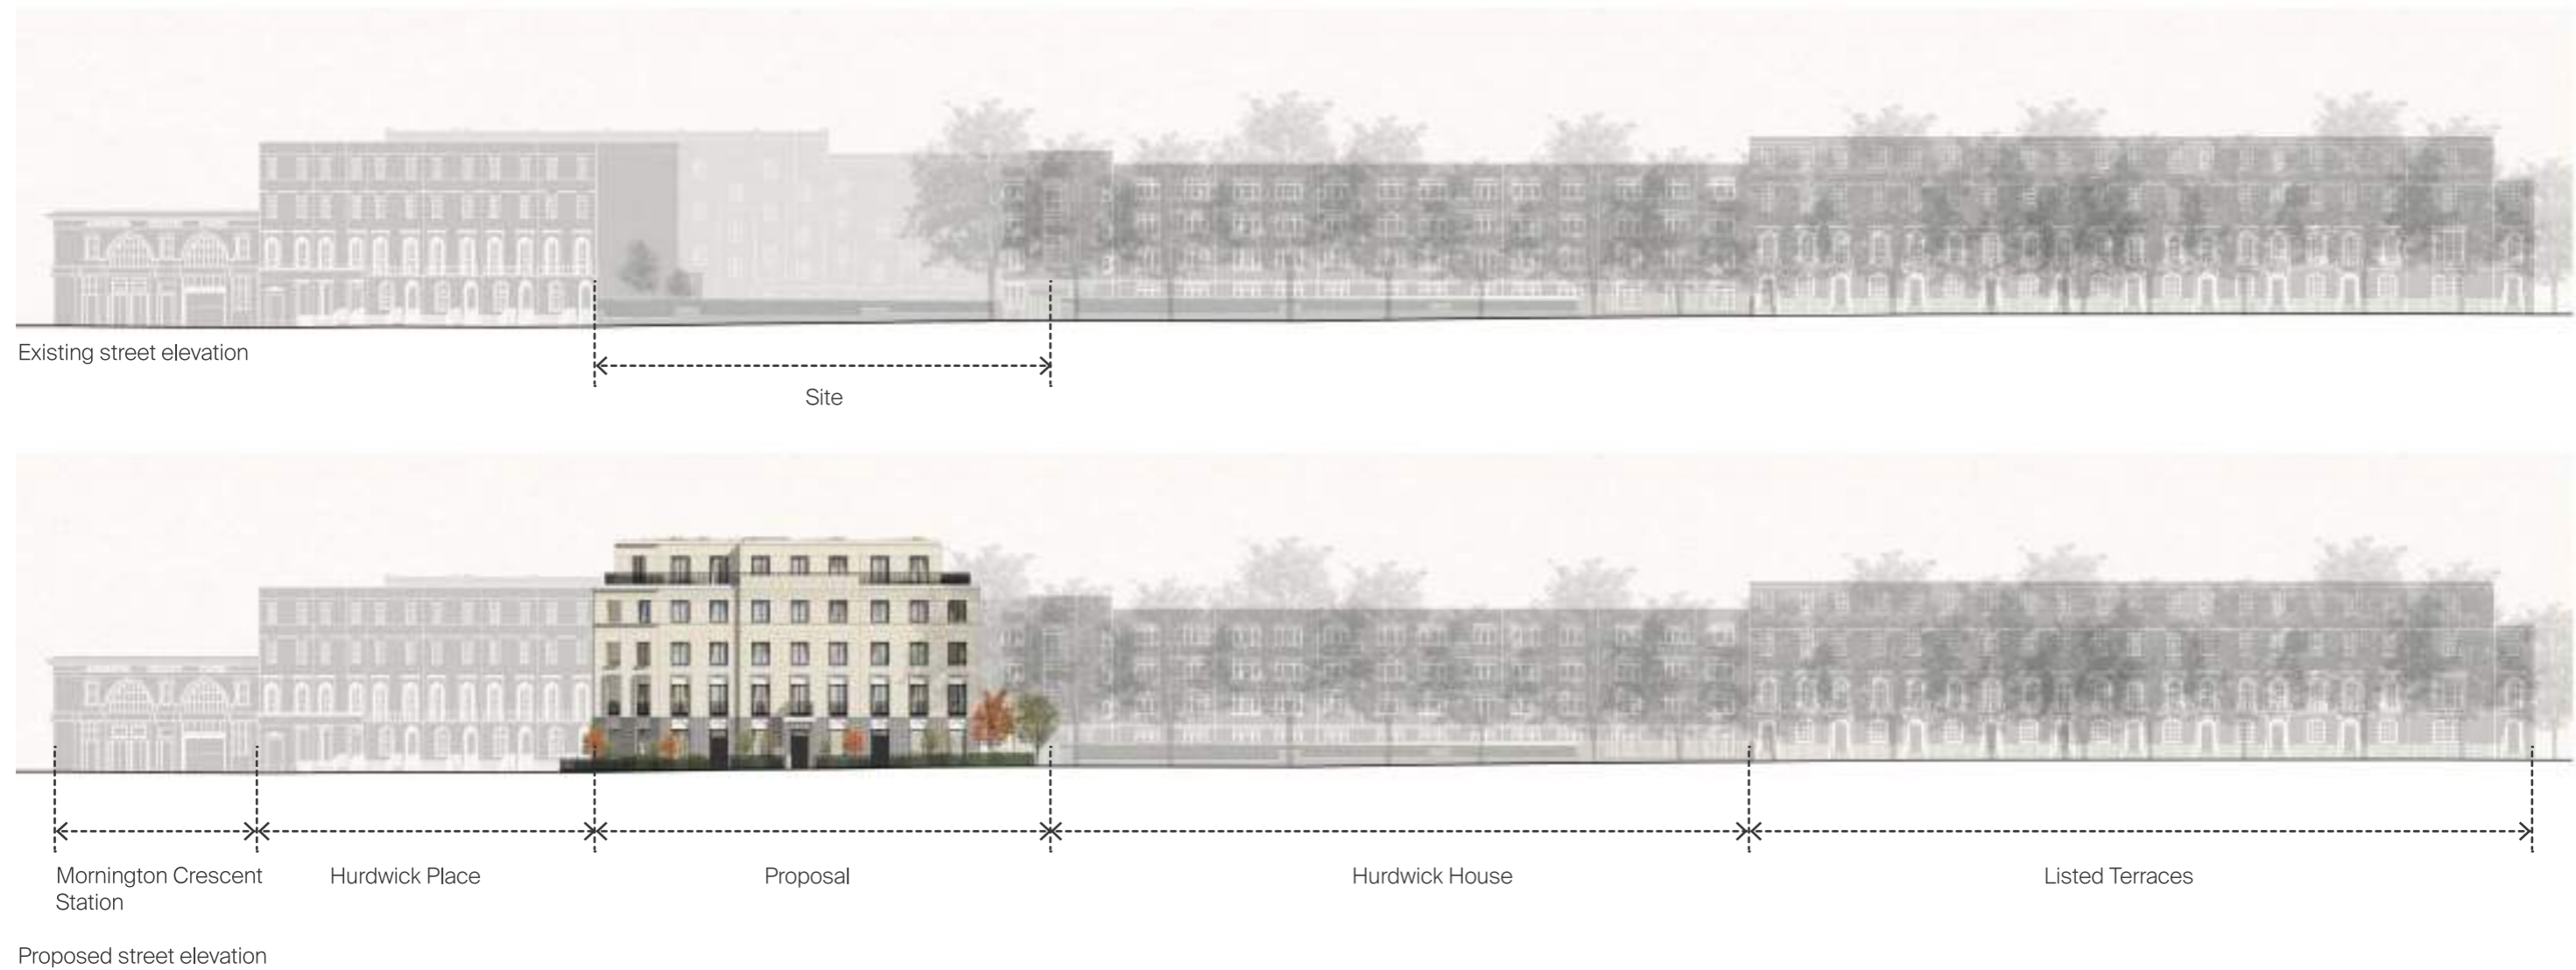 Existing street elevation
Site
Mornington Crescent
Station
Hurdwick Place
Proposal
Hurdwick House
Listed Terraces
Proposed street elevation